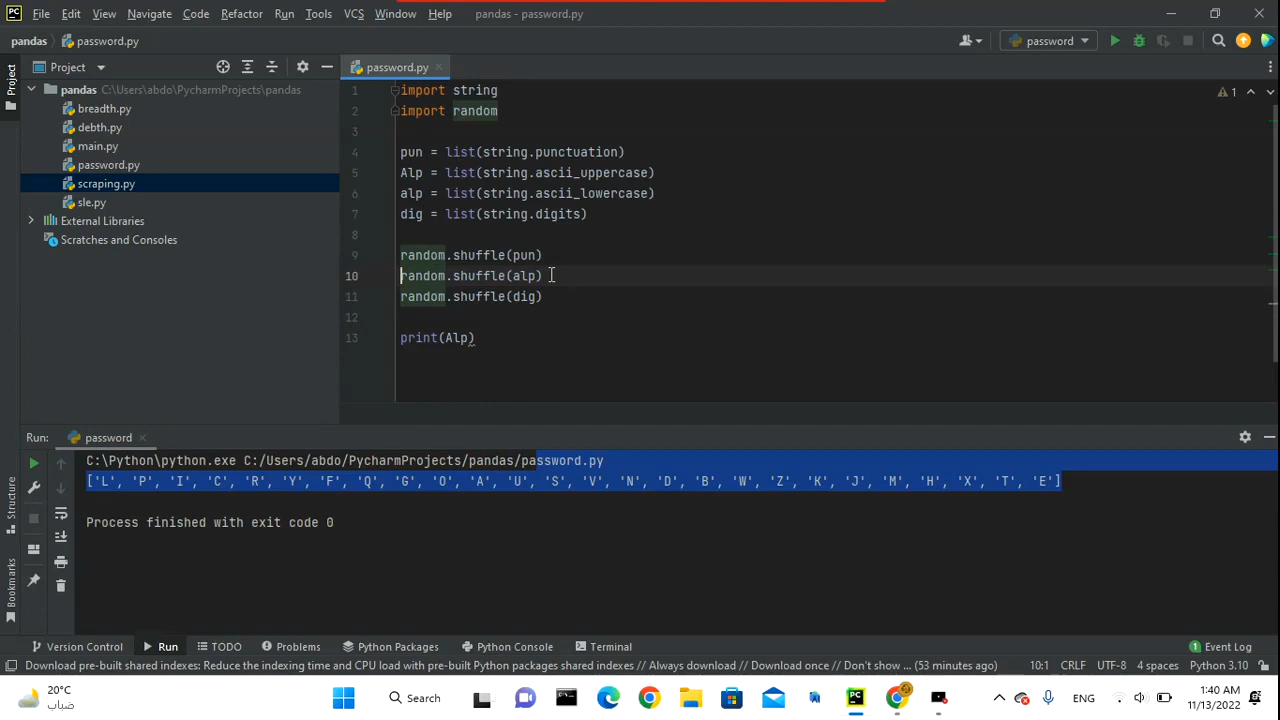 File Edit View Navigate Code Refactor Run Tools VCS Window Help pandas - password.py
pandas password.py password
Project password.py
pandas C:\Users\abdo\PycharmProjects\pandas
breadth.py
debth.py
main.py
password.py
scraping.py
sle.py
External Libraries
Scratches and Consoles
Project
1 import string
2 import random
3
4 pun = list(string.punctuation)
5 Alp = list(string.ascii_uppercase)
6 alp = list(string.ascii_lowercase)
7 dig = list(string.digits)
8
9 random.shuffle(pun)
10 random.shuffle(alp)
11 random.shuffle(dig)
12
13 print(Alp)
1
Run: password
C:\Python\python.exe C:/Users/abdo/PycharmProjects/pandas/password.py
['L', 'P', 'I', 'C', 'R', 'Y', 'F', 'Q', 'G', 'O', 'A', 'U', 'S', 'V', 'N', 'D', 'B', 'W', 'Z', 'K', 'J', 'M', 'H', 'X', 'T', 'E']
Process finished with exit code 0
Structure
Bookmarks
Version Control Run TODO Problems Python Packages Python Console Terminal 1 Event Log
Download pre-built shared indexes: Reduce the indexing time and CPU load with pre-built Python packages shared indexes // Always download // Download once // Don't show ... (53 minutes ago) 10:1 CRLF UTF-8 4 spaces Python 3.10
20°C
ضباب
Search
ENG
1:40 AM
11/13/2022